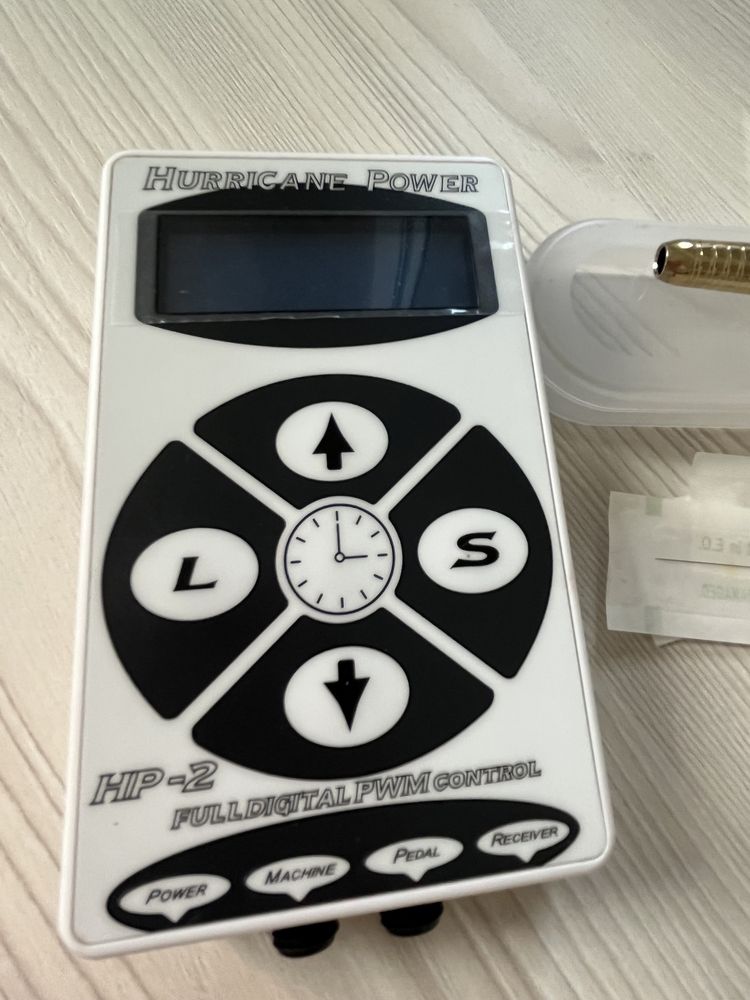 HURRICANE POWER
L
S
HP-2
FULL DIGITAL PWM CONTROL
POWER MACHINE PEDAL RECEIVER
E.O.